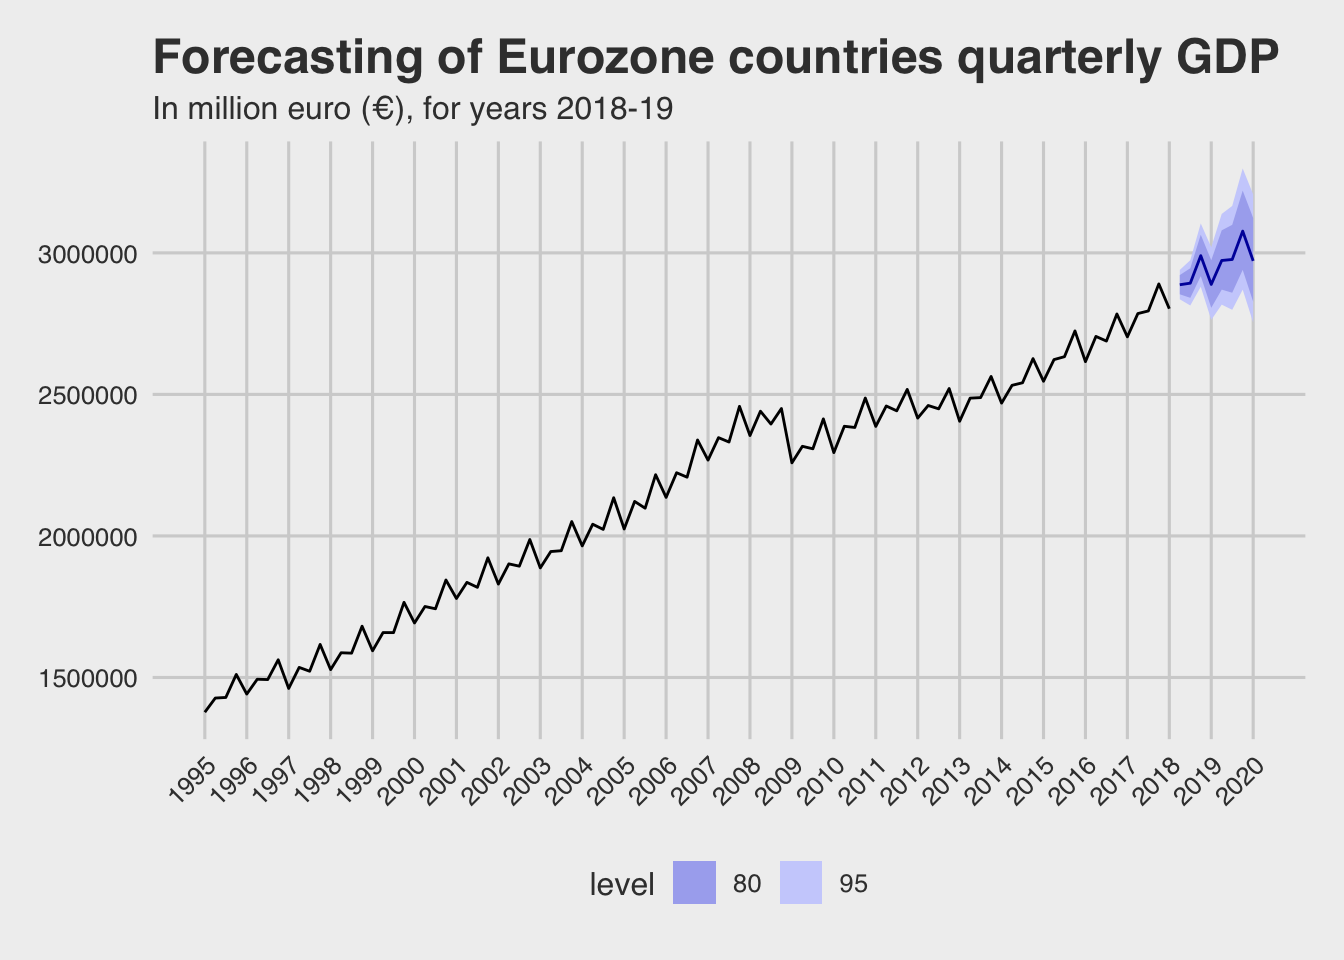 Forecasting of Eurozone countries quarterly GDP
In million euro (€), for years 2018-19
3000000
2500000
2000000
1500000
1995 1996 1997 1998 1999 2000 2001 2002 2003 2004 2005 2006 2007 2008 2009 2010 2011 2012 2013 2014 2015 2016 2017 2018 2019 2020
level 80 95